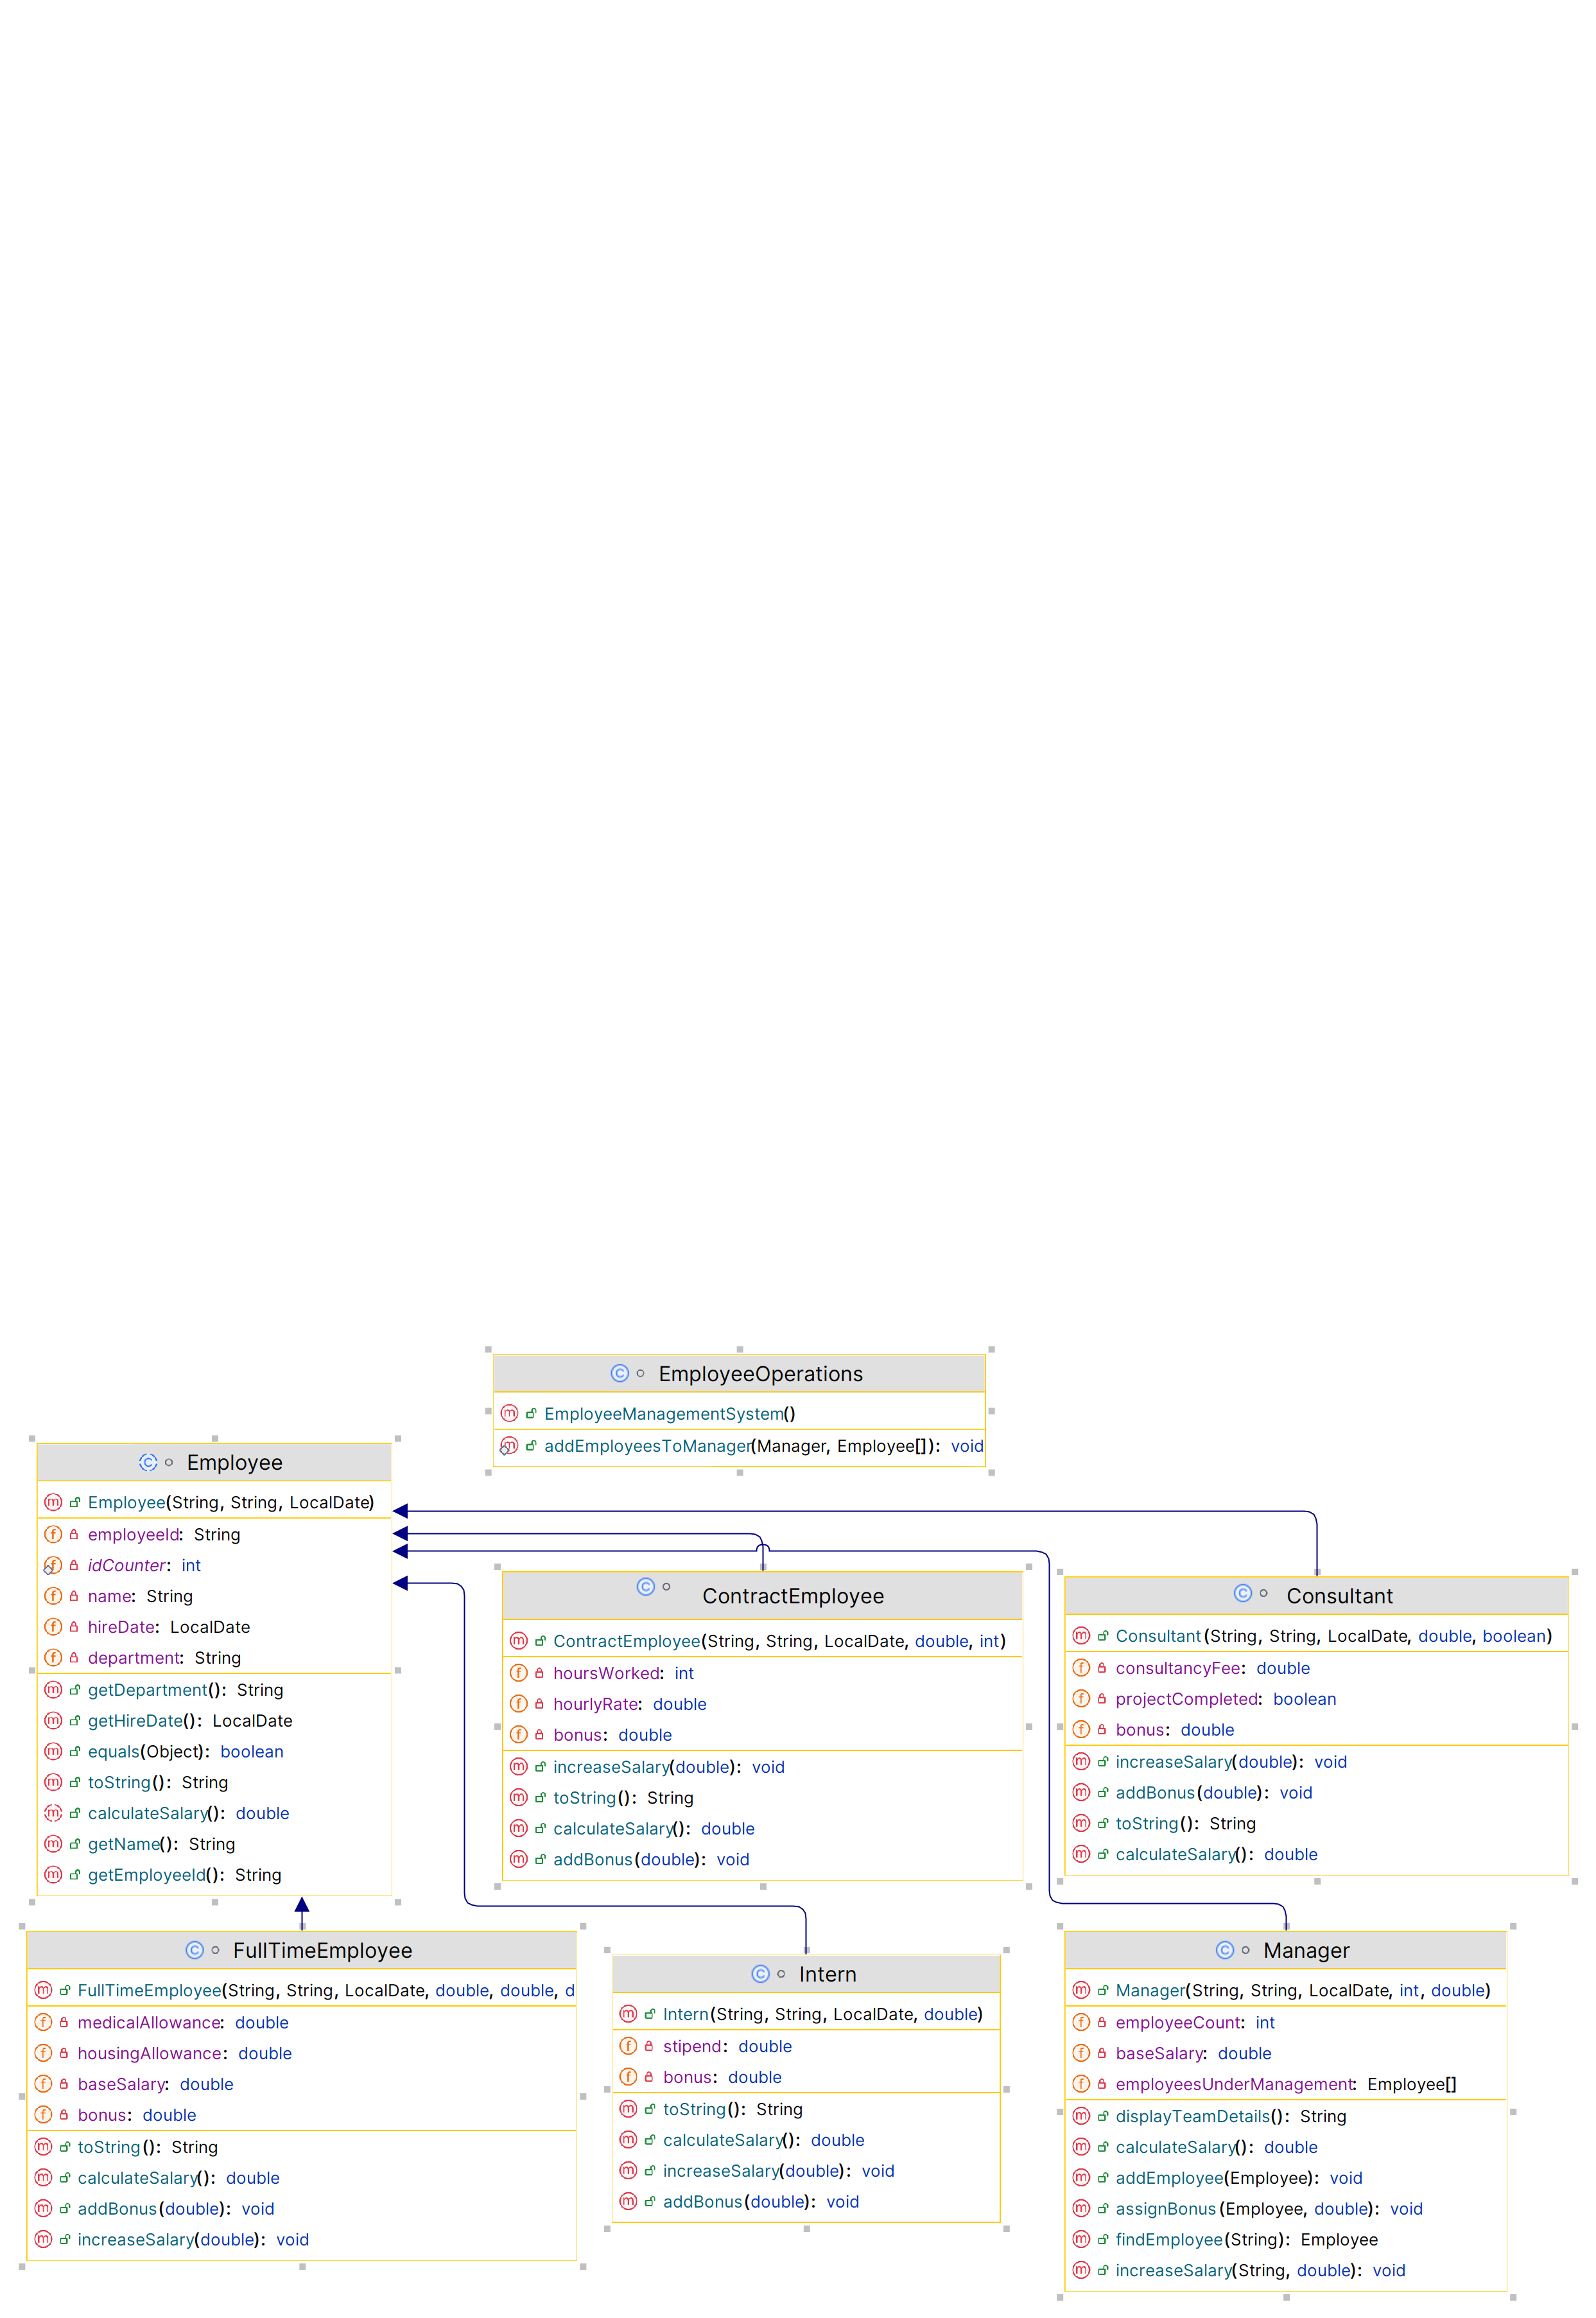 EmployeeOperations
EmployeeManagementSystem()
addEmployeesToManager(Manager, Employee[]): void
Employee
Employee(String, String, LocalDate)
employeeId: String
idCounter: int
name: String
hireDate: LocalDate
department: String
getDepartment(): String
getHireDate(): LocalDate
equals(Object): boolean
toString(): String
calculateSalary(): double
getName(): String
getEmployeeId(): String
ContractEmployee
ContractEmployee(String, String, LocalDate, double, int)
hoursWorked: int
hourlyRate: double
bonus: double
increaseSalary(double): void
toString(): String
calculateSalary(): double
addBonus(double): void
Consultant
Consultant(String, String, LocalDate, double, boolean)
consultancyFee: double
projectCompleted: boolean
bonus: double
increaseSalary(double): void
addBonus(double): void
toString(): String
calculateSalary(): double
FullTimeEmployee
FullTimeEmployee(String, String, LocalDate, double, double, d
medicalAllowance: double
housingAllowance: double
baseSalary: double
bonus: double
toString(): String
calculateSalary(): double
addBonus(double): void
increaseSalary(double): void
Intern
Intern(String, String, LocalDate, double)
stipend: double
bonus: double
toString(): String
calculateSalary(): double
increaseSalary(double): void
addBonus(double): void
Manager
Manager(String, String, LocalDate, int, double)
employeeCount: int
baseSalary: double
employeesUnderManagement: Employee[]
displayTeamDetails(): String
calculateSalary(): double
addEmployee(Employee): void
assignBonus(Employee, double): void
findEmployee(String): Employee
increaseSalary(String, double): void